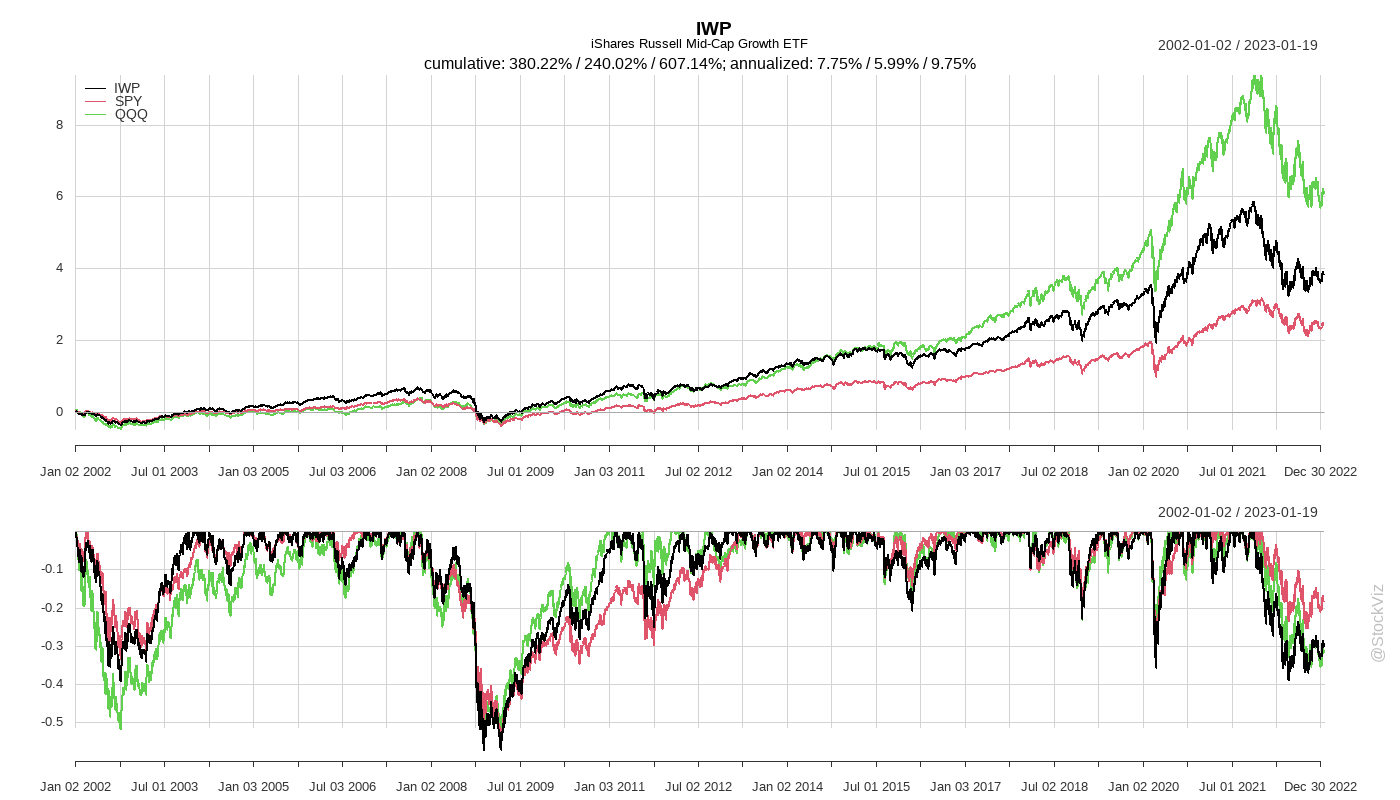 IWP
iShares Russell Mid-Cap Growth ETF
2002-01-02 / 2023-01-19
cumulative: 380.22% / 240.02% / 607.14%; annualized: 7.75% / 5.99% / 9.75%
IWP
SPY
QQQ
8
6
4
2
0
Jan 02 2002 Jul 01 2003 Jan 03 2005 Jul 03 2006 Jan 02 2008 Jul 01 2009 Jan 03 2011 Jul 02 2012 Jan 02 2014 Jul 01 2015 Jan 03 2017 Jul 02 2018 Jan 02 2020 Jul 01 2021 Dec 30 2022
2002-01-02 / 2023-01-19
-0.1
-0.2
-0.3
-0.4
-0.5
Jan 02 2002 Jul 01 2003 Jan 03 2005 Jul 03 2006 Jan 02 2008 Jul 01 2009 Jan 03 2011 Jul 02 2012 Jan 02 2014 Jul 01 2015 Jan 03 2017 Jul 02 2018 Jan 02 2020 Jul 01 2021 Dec 30 2022
@StockViz